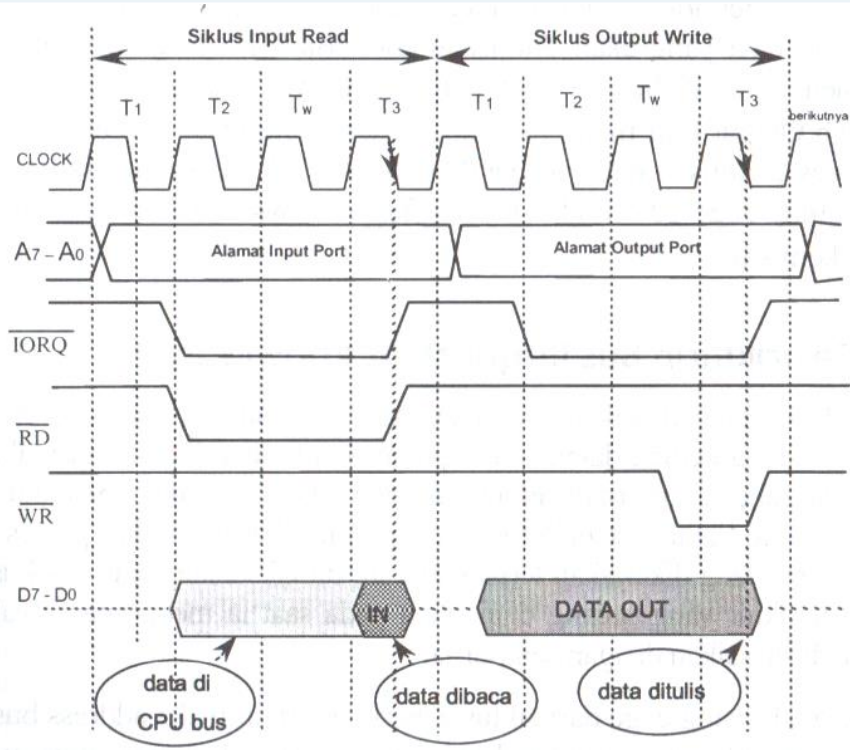 Siklus Input Read Siklus Output Write
T1 T2 Tw T3 T1 T2 Tw T3 berikutnya
CLOCK
A7 – A0 Alamat Input Port Alamat Output Port
IORQ
RD
WR
D7 - D0 IN DATA OUT
data di
CPU bus
data dibaca
data ditulis